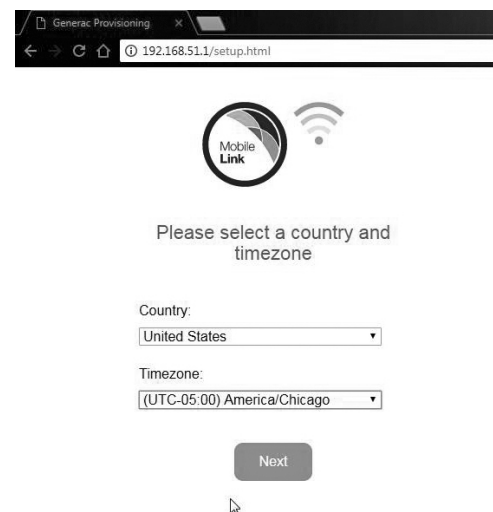 Generac Provisioning
192.168.51.1/setup.html
Mobile
Link
Please select a country and
timezone
Country:
United States
Timezone:
(UTC-05:00) America/Chicago
Next